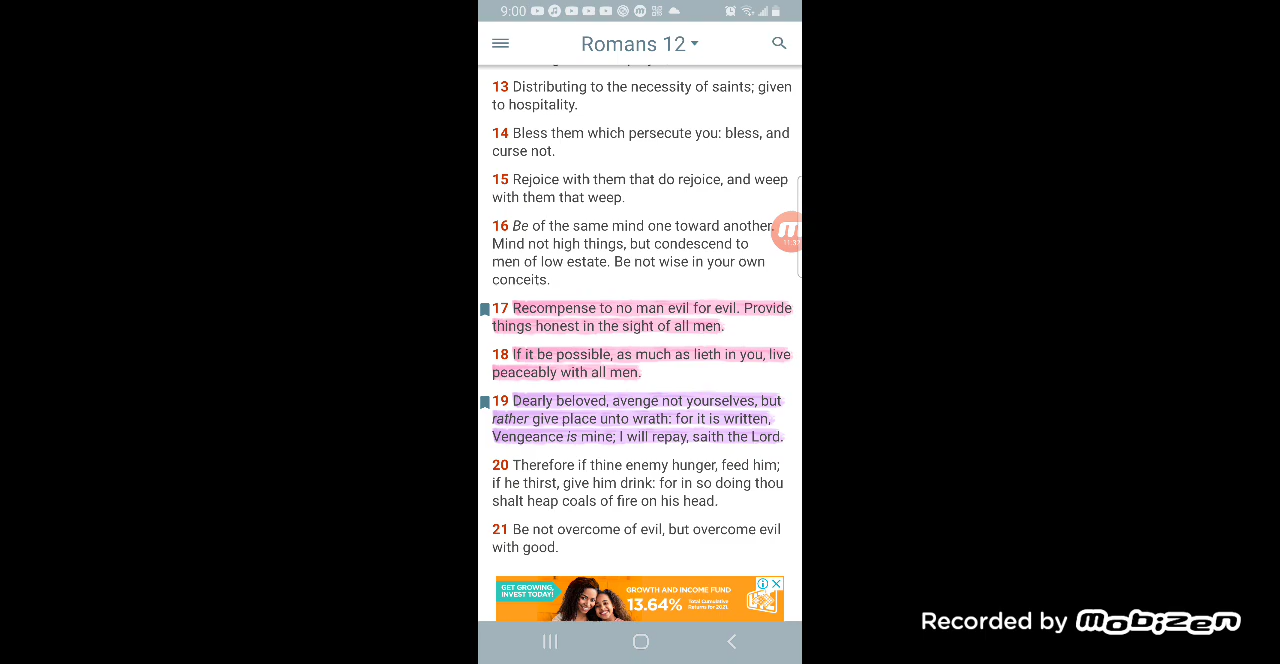 9:00
Romans 12
13 Distributing to the necessity of saints; given
to hospitality.
14 Bless them which persecute you: bless, and
curse not.
15 Rejoice with them that do rejoice, and weep
with them that weep.
16 Be of the same mind one toward another.
Mind not high things, but condescend to
men of low estate. Be not wise in your own
conceits.
17 Recompense to no man evil for evil. Provide
things honest in the sight of all men.
18 If it be possible, as much as lieth in you, live
peaceably with all men.
19 Dearly beloved, avenge not yourselves, but
rather give place unto wrath: for it is written,
Vengeance is mine; I will repay, saith the Lord.
20 Therefore if thine enemy hunger, feed him;
if he thirst, give him drink: for in so doing thou
shalt heap coals of fire on his head.
21 Be not overcome of evil, but overcome evil
with good.
GET GROWING,
INVEST TODAY!
GROWTH AND INCOME FUND
13.64% Total Cumulative
Returns for 2021.
Recorded by mobizen